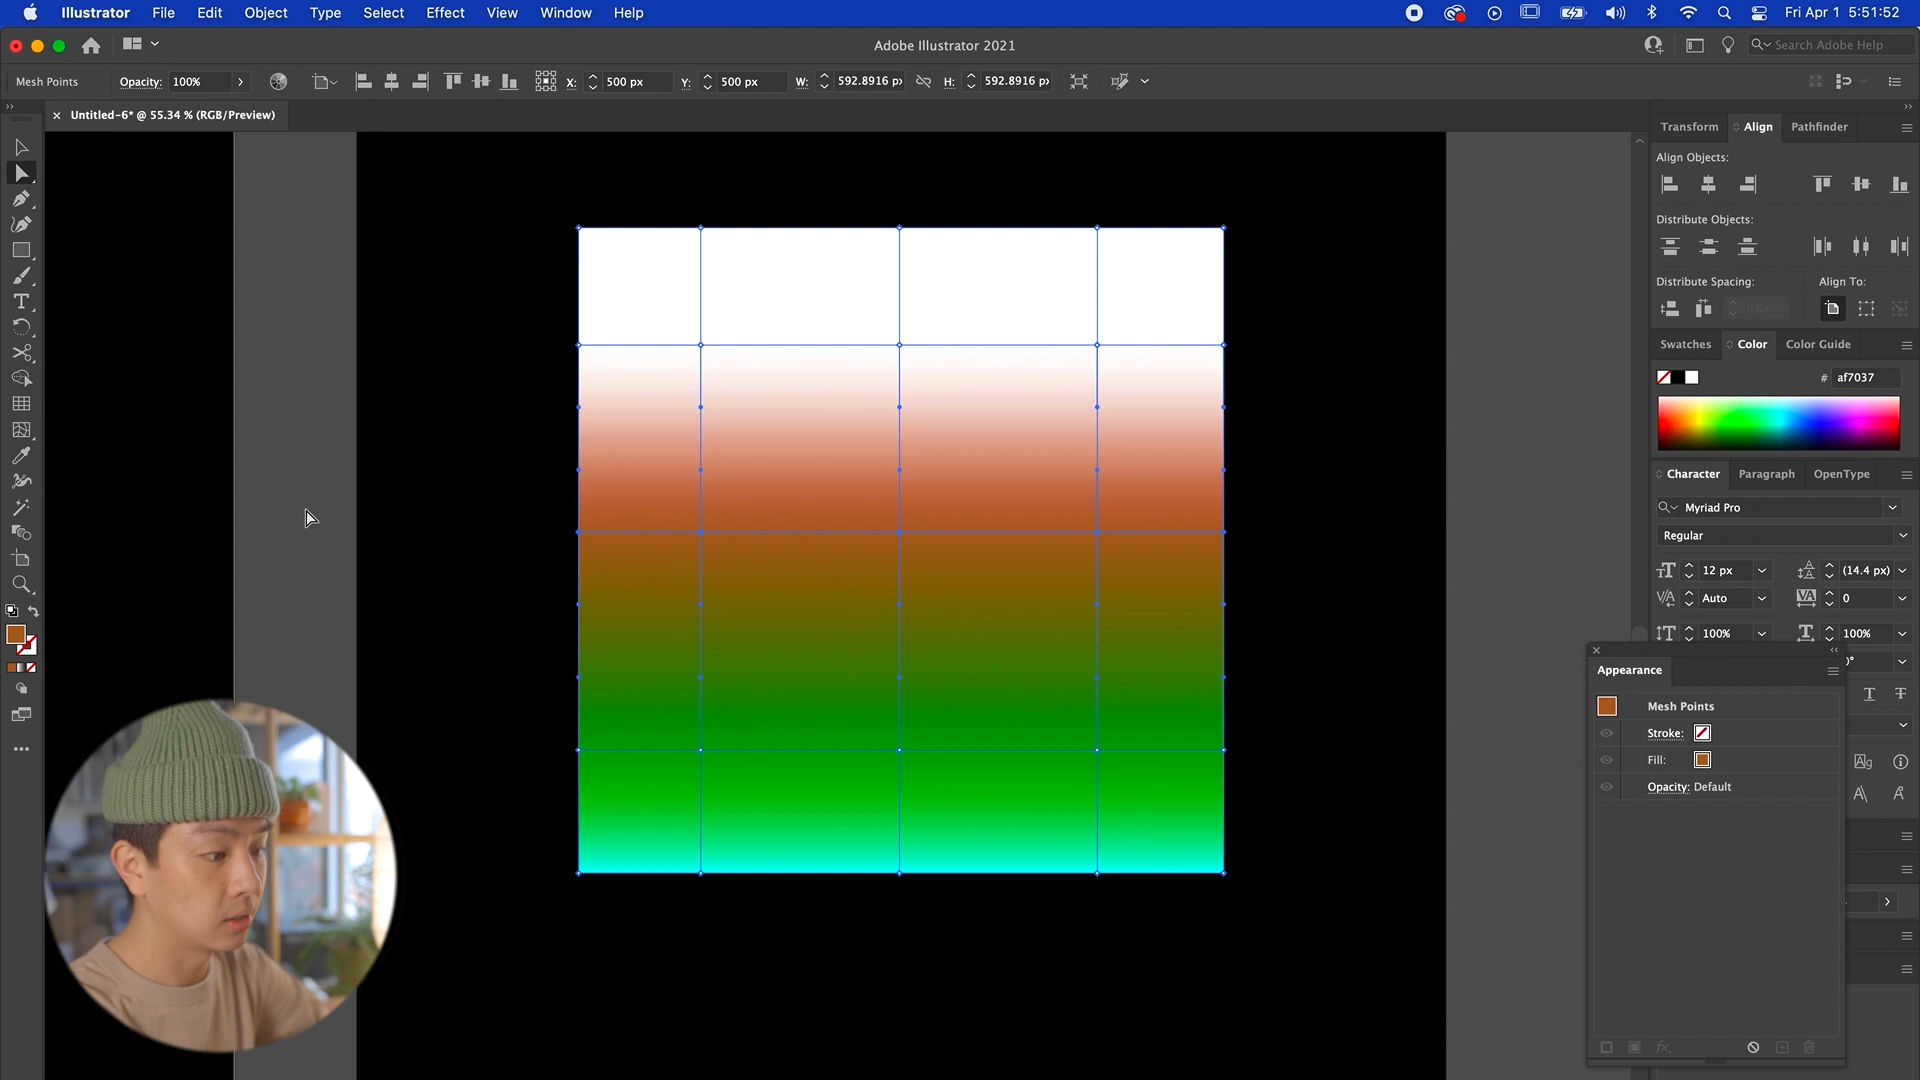 Illustrator File Edit Object Type Select Effect View Window Help Fri Apr 1 5:51:52
Adobe Illustrator 2021 Search Adobe Help
Mesh Points Opacity: 100% X: 500 px Y: 500 px W: 592.8916 px H: 592.8916 px
Untitled-6* @ 55.34 % (RGB/Preview)
Transform Align Pathfinder
Align Objects:
Distribute Objects:
Distribute Spacing: Align To:
0 px
Swatches Color Color Guide
# af7037
Character Paragraph OpenType
Myriad Pro
Regular
12 px (14.4 px)
Auto 0
100% 100%
Appearance
Mesh Points
Stroke:
Fill:
Opacity: Default